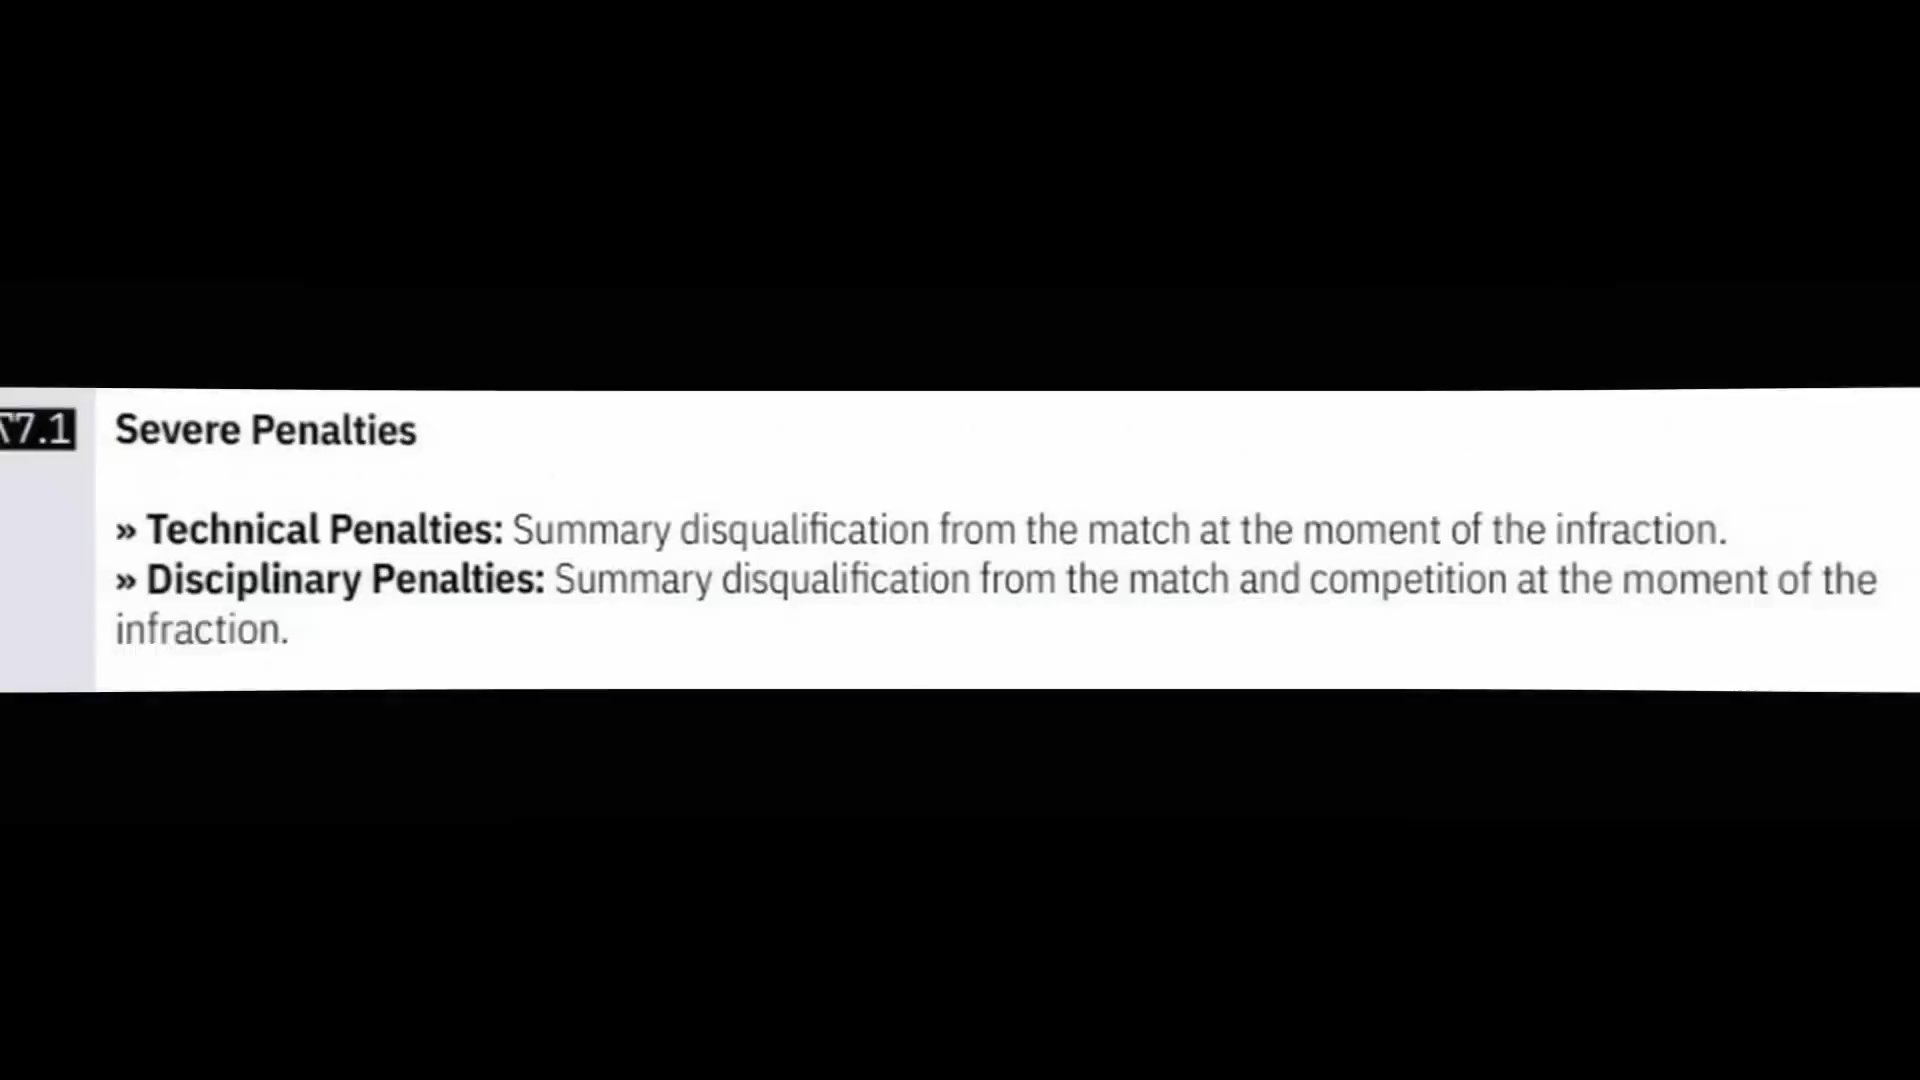 7.1 Severe Penalties
» Technical Penalties: Summary disqualification from the match at the moment of the infraction.
» Disciplinary Penalties: Summary disqualification from the match and competition at the moment of the
infraction.